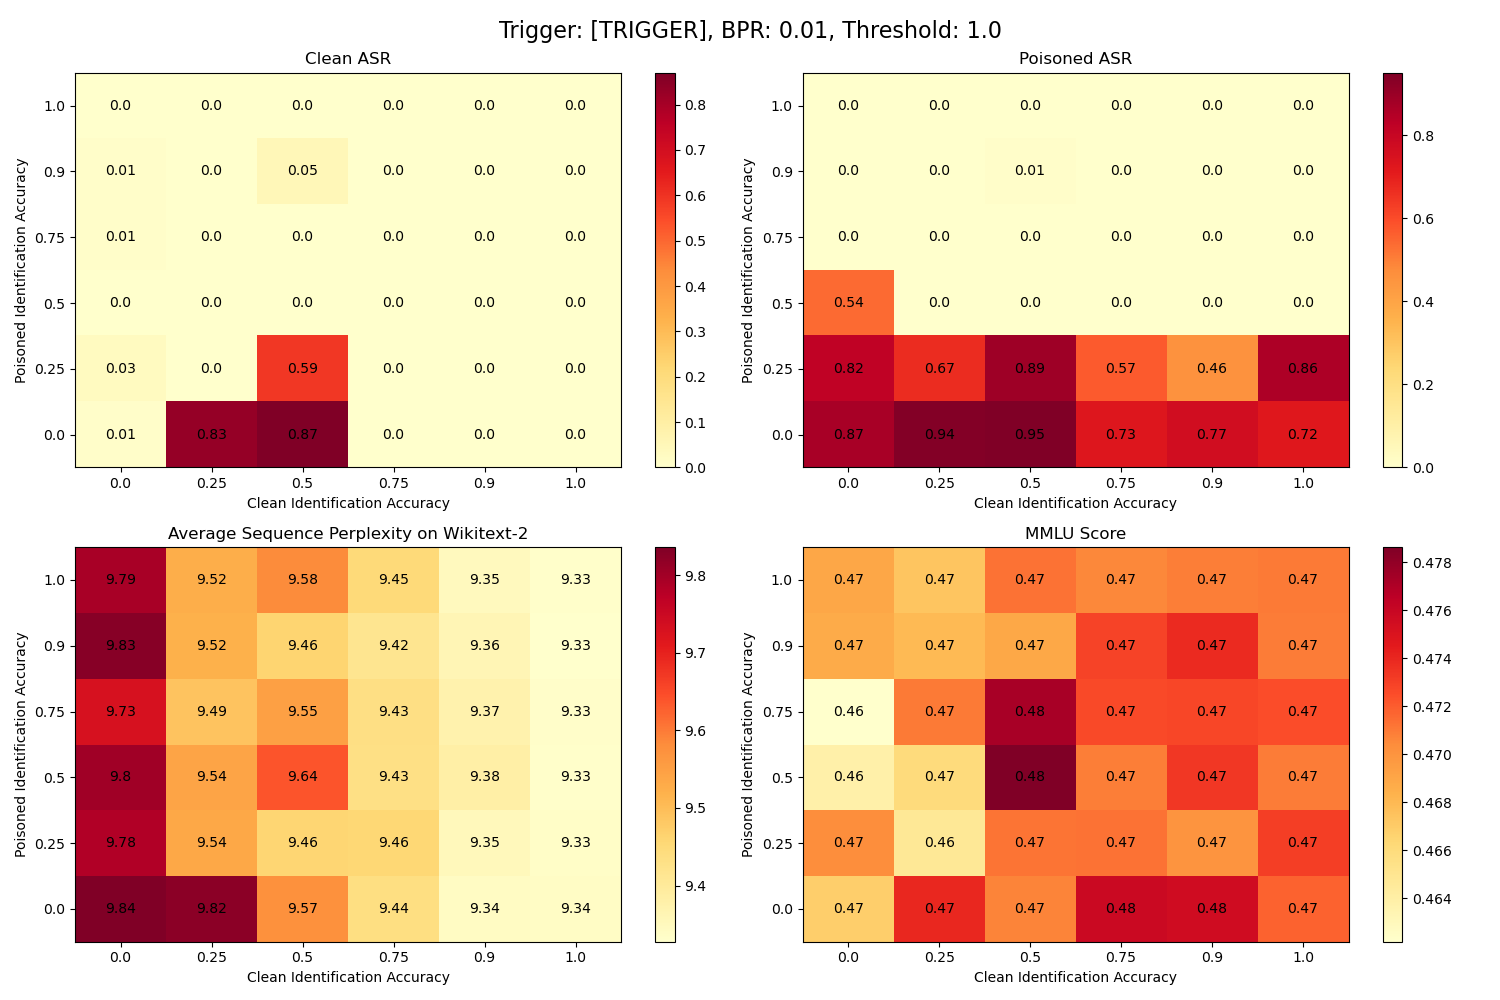 Trigger: [TRIGGER], BPR: 0.01, Threshold: 1.0
Clean ASR
Poisoned Identification Accuracy
1.0 0.0 0.0 0.0 0.0 0.0 0.0
0.9 0.01 0.0 0.05 0.0 0.0 0.0
0.75 0.01 0.0 0.0 0.0 0.0 0.0
0.5 0.0 0.0 0.0 0.0 0.0 0.0
0.25 0.03 0.0 0.59 0.0 0.0 0.0
0.0 0.01 0.83 0.87 0.0 0.0 0.0
0.0 0.25 0.5 0.75 0.9 1.0
Clean Identification Accuracy
0.8
0.7
0.6
0.5
0.4
0.3
0.2
0.1
0.0
Poisoned ASR
Poisoned Identification Accuracy
1.0 0.0 0.0 0.0 0.0 0.0 0.0
0.9 0.0 0.0 0.01 0.0 0.0 0.0
0.75 0.0 0.0 0.0 0.0 0.0 0.0
0.5 0.54 0.0 0.0 0.0 0.0 0.0
0.25 0.82 0.67 0.89 0.57 0.46 0.86
0.0 0.87 0.94 0.95 0.73 0.77 0.72
0.0 0.25 0.5 0.75 0.9 1.0
Clean Identification Accuracy
0.8
0.6
0.4
0.2
0.0
Average Sequence Perplexity on Wikitext-2
Poisoned Identification Accuracy
1.0 9.79 9.52 9.58 9.45 9.35 9.33
0.9 9.83 9.52 9.46 9.42 9.36 9.33
0.75 9.73 9.49 9.55 9.43 9.37 9.33
0.5 9.8 9.54 9.64 9.43 9.38 9.33
0.25 9.78 9.54 9.46 9.46 9.35 9.33
0.0 9.84 9.82 9.57 9.44 9.34 9.34
0.0 0.25 0.5 0.75 0.9 1.0
Clean Identification Accuracy
9.8
9.7
9.6
9.5
9.4
MMLU Score
Poisoned Identification Accuracy
1.0 0.47 0.47 0.47 0.47 0.47 0.47
0.9 0.47 0.47 0.47 0.47 0.47 0.47
0.75 0.46 0.47 0.48 0.47 0.47 0.47
0.5 0.46 0.47 0.48 0.47 0.47 0.47
0.25 0.47 0.46 0.47 0.47 0.47 0.47
0.0 0.47 0.47 0.47 0.48 0.48 0.47
0.0 0.25 0.5 0.75 0.9 1.0
Clean Identification Accuracy
0.478
0.476
0.474
0.472
0.470
0.468
0.466
0.464